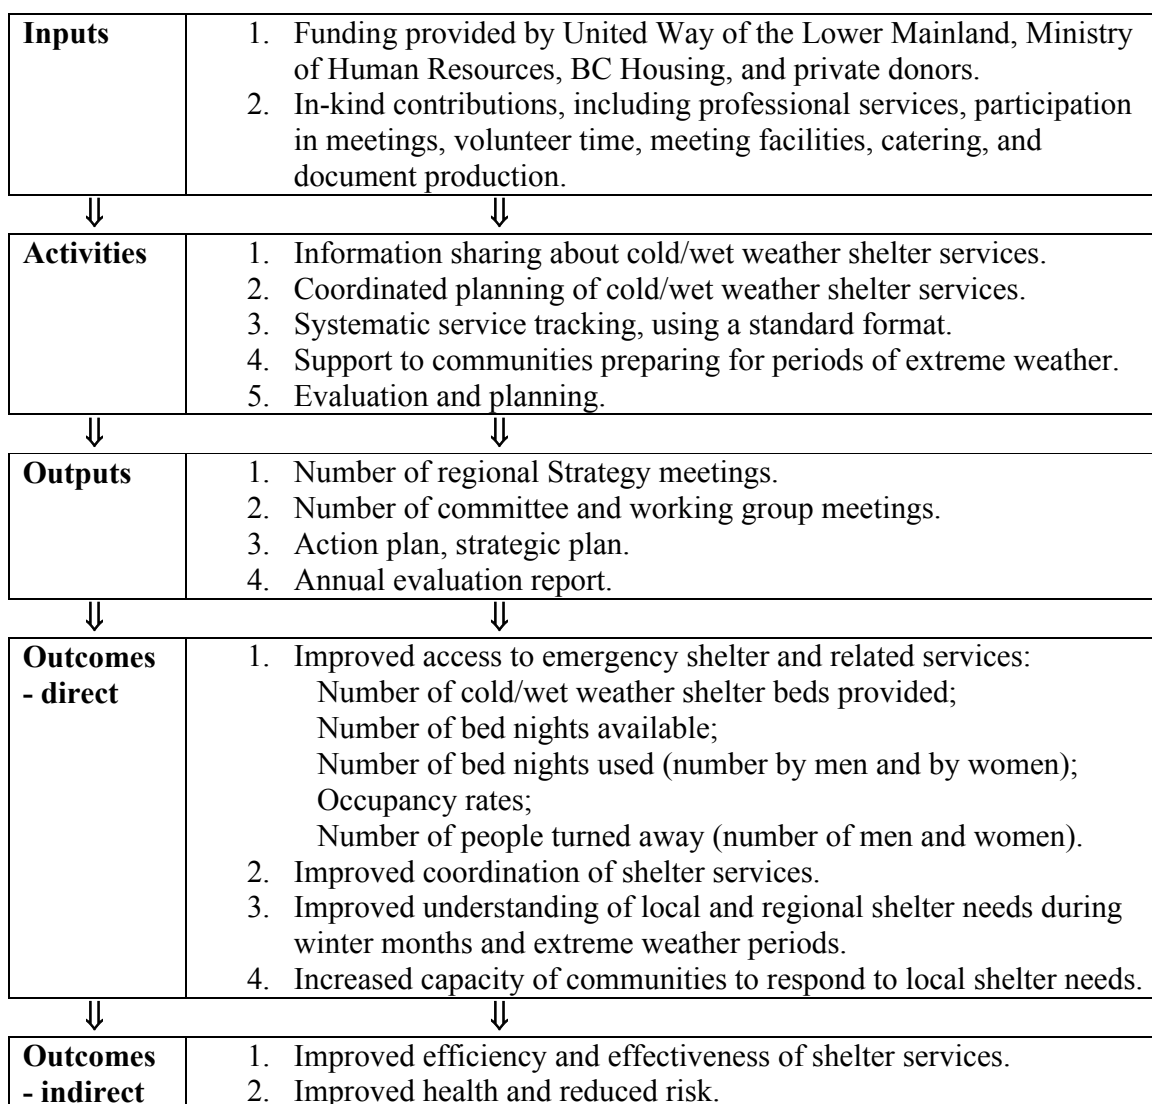 Inputs
1. Funding provided by United Way of the Lower Mainland, Ministry
of Human Resources, BC Housing, and private donors.
2. In-kind contributions, including professional services, participation
in meetings, volunteer time, meeting facilities, catering, and
document production.
⇓ ⇓
Activities
1. Information sharing about cold/wet weather shelter services.
2. Coordinated planning of cold/wet weather shelter services.
3. Systematic service tracking, using a standard format.
4. Support to communities preparing for periods of extreme weather.
5. Evaluation and planning.
⇓ ⇓
Outputs
1. Number of regional Strategy meetings.
2. Number of committee and working group meetings.
3. Action plan, strategic plan.
4. Annual evaluation report.
⇓ ⇓
Outcomes
- direct
1. Improved access to emergency shelter and related services:
Number of cold/wet weather shelter beds provided;
Number of bed nights available;
Number of bed nights used (number by men and by women);
Occupancy rates;
Number of people turned away (number of men and women).
2. Improved coordination of shelter services.
3. Improved understanding of local and regional shelter needs during
winter months and extreme weather periods.
4. Increased capacity of communities to respond to local shelter needs.
⇓ ⇓
Outcomes
- indirect
1. Improved efficiency and effectiveness of shelter services.
2. Improved health and reduced risk.